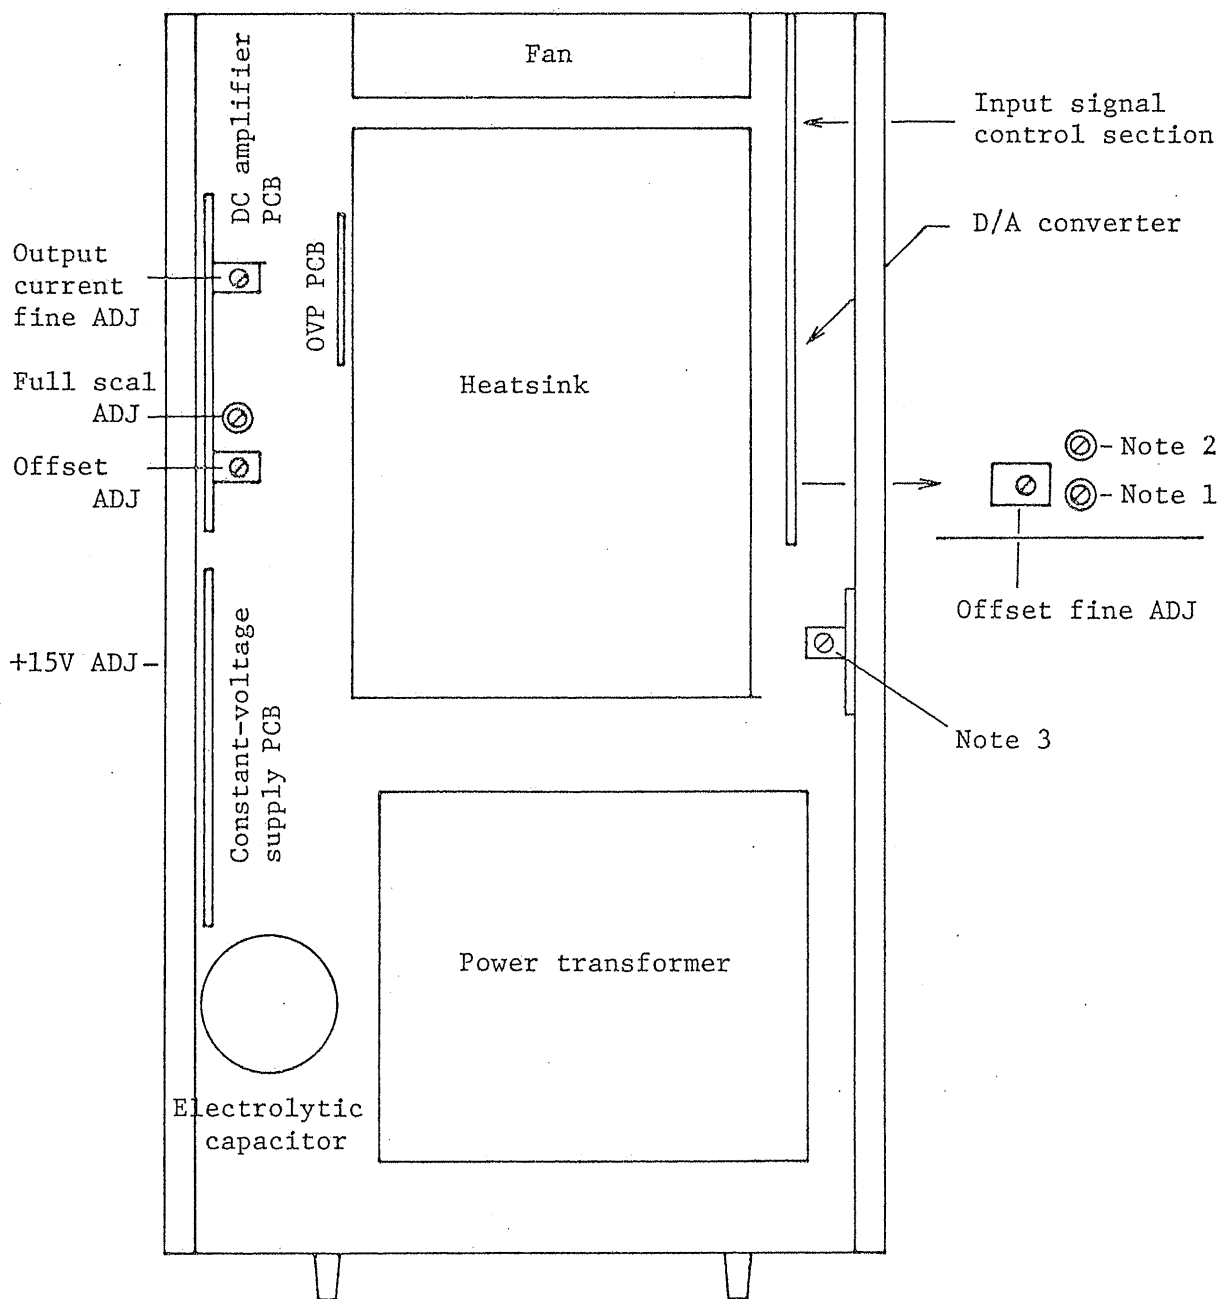 Fan
DC amplifier
PCB
Input signal
control section
D/A converter
Output
current
fine ADJ
OVP PCB
Full scal
ADJ
Heatsink
Offset
ADJ
Note 2
Note 1
Offset fine ADJ
+15V ADJ
Constant-voltage
supply PCB
Note 3
Power transformer
Electrolytic
capacitor